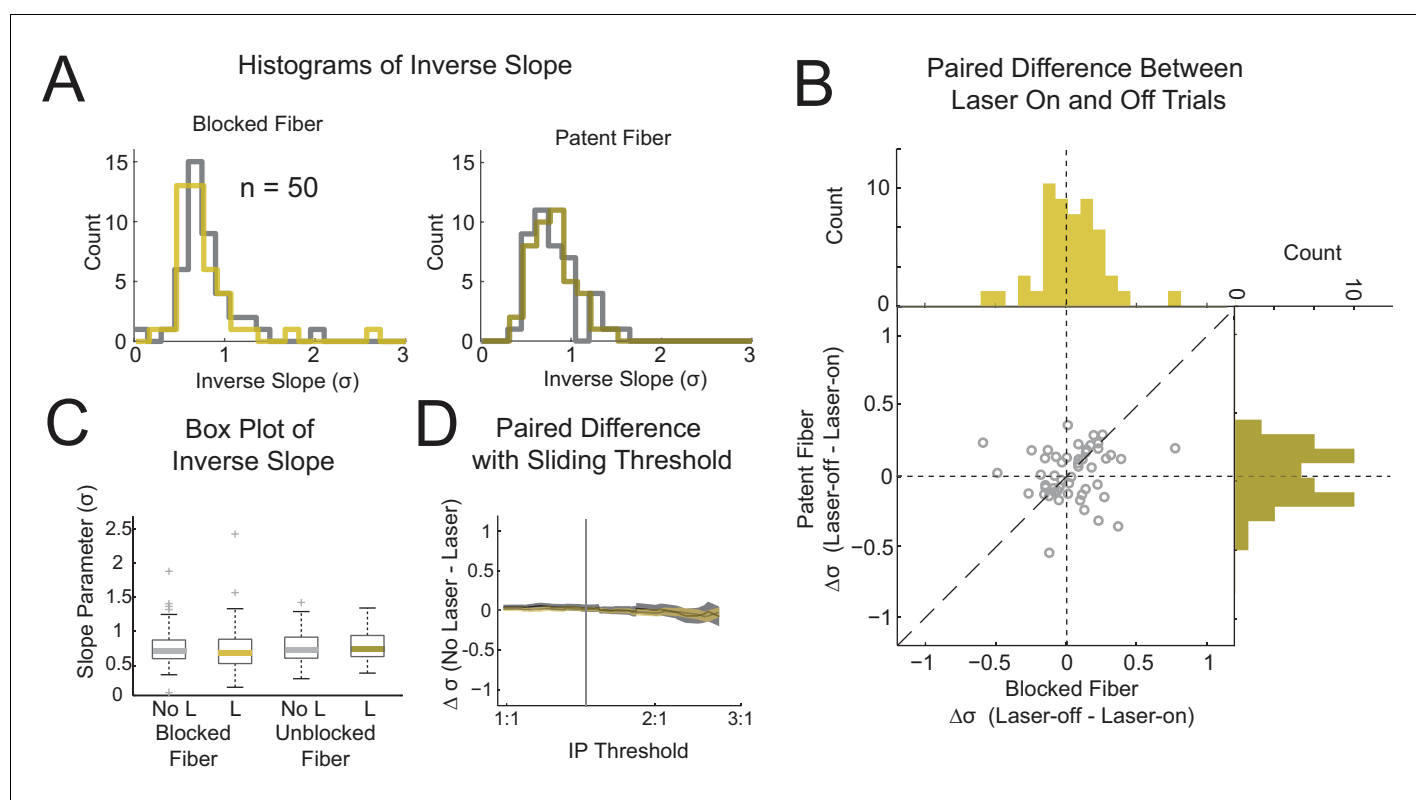 A
Histograms of Inverse Slope
Blocked Fiber
15
10
5
0
Count
n = 50
0 1 2 3
Inverse Slope (σ)
Patent Fiber
15
10
5
0
Count
0 1 2 3
Inverse Slope (σ)
B
Paired Difference Between
Laser On and Off Trials
10
0
Count
Count
0 10
1
0.5
0
−0.5
−1
Patent Fiber
Δσ (Laser-off - Laser-on)
−1 −0.5 0 0.5 1
Blocked Fiber
Δσ (Laser-off - Laser-on)
C
Box Plot of
Inverse Slope
Slope Parameter (σ)
2.5
2
1.5
1
0.5
0
No L L No L L
Blocked Unblocked
Fiber Fiber
D
Paired Difference
with Sliding Threshold
Δ σ (No Laser - Laser)
1
0.5
0
-0.5
−1
1:1 2:1 3:1
IP Threshold